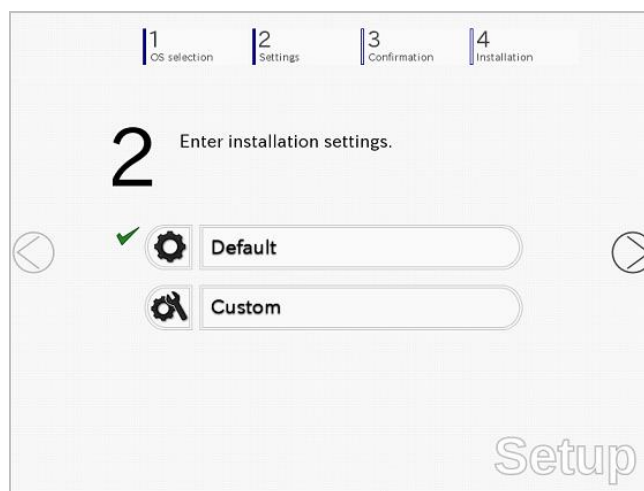 1 2 3 4
OS selection Settings Confirmation Installation
2 Enter installation settings.
Default
Custom
Setup